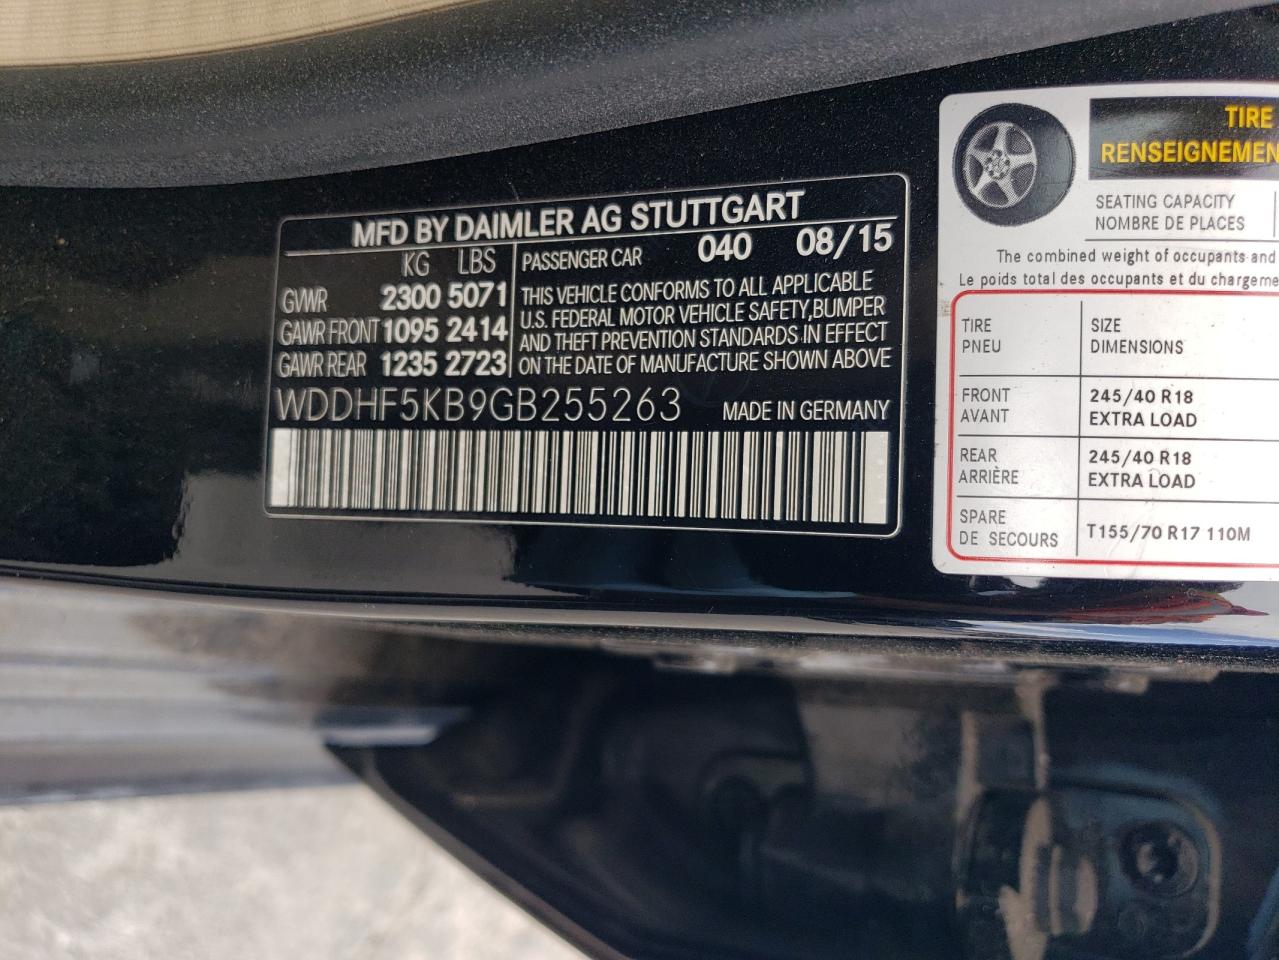 MFD BY DAIMLER AG STUTTGART
KG LBS
GVWR 2300 5071
GAWR FRONT 1095 2414
GAWR REAR 1235 2723
PASSENGER CAR 040 08/15
THIS VEHICLE CONFORMS TO ALL APPLICABLE
U.S. FEDERAL MOTOR VEHICLE SAFETY,BUMPER
AND THEFT PREVENTION STANDARDS IN EFFECT
ON THE DATE OF MANUFACTURE SHOWN ABOVE
WDDHF5KB9GB255263 MADE IN GERMANY
TIRE
RENSEIGNEMEN
SEATING CAPACITY
NOMBRE DE PLACES
The combined weight of occupants and
Le poids total des occupants et du chargeme
TIRE SIZE
PNEU DIMENSIONS
FRONT 245/40 R18
AVANT EXTRA LOAD
REAR 245/40 R18
ARRIÈRE EXTRA LOAD
SPARE
DE SECOURS T155/70 R17 110M